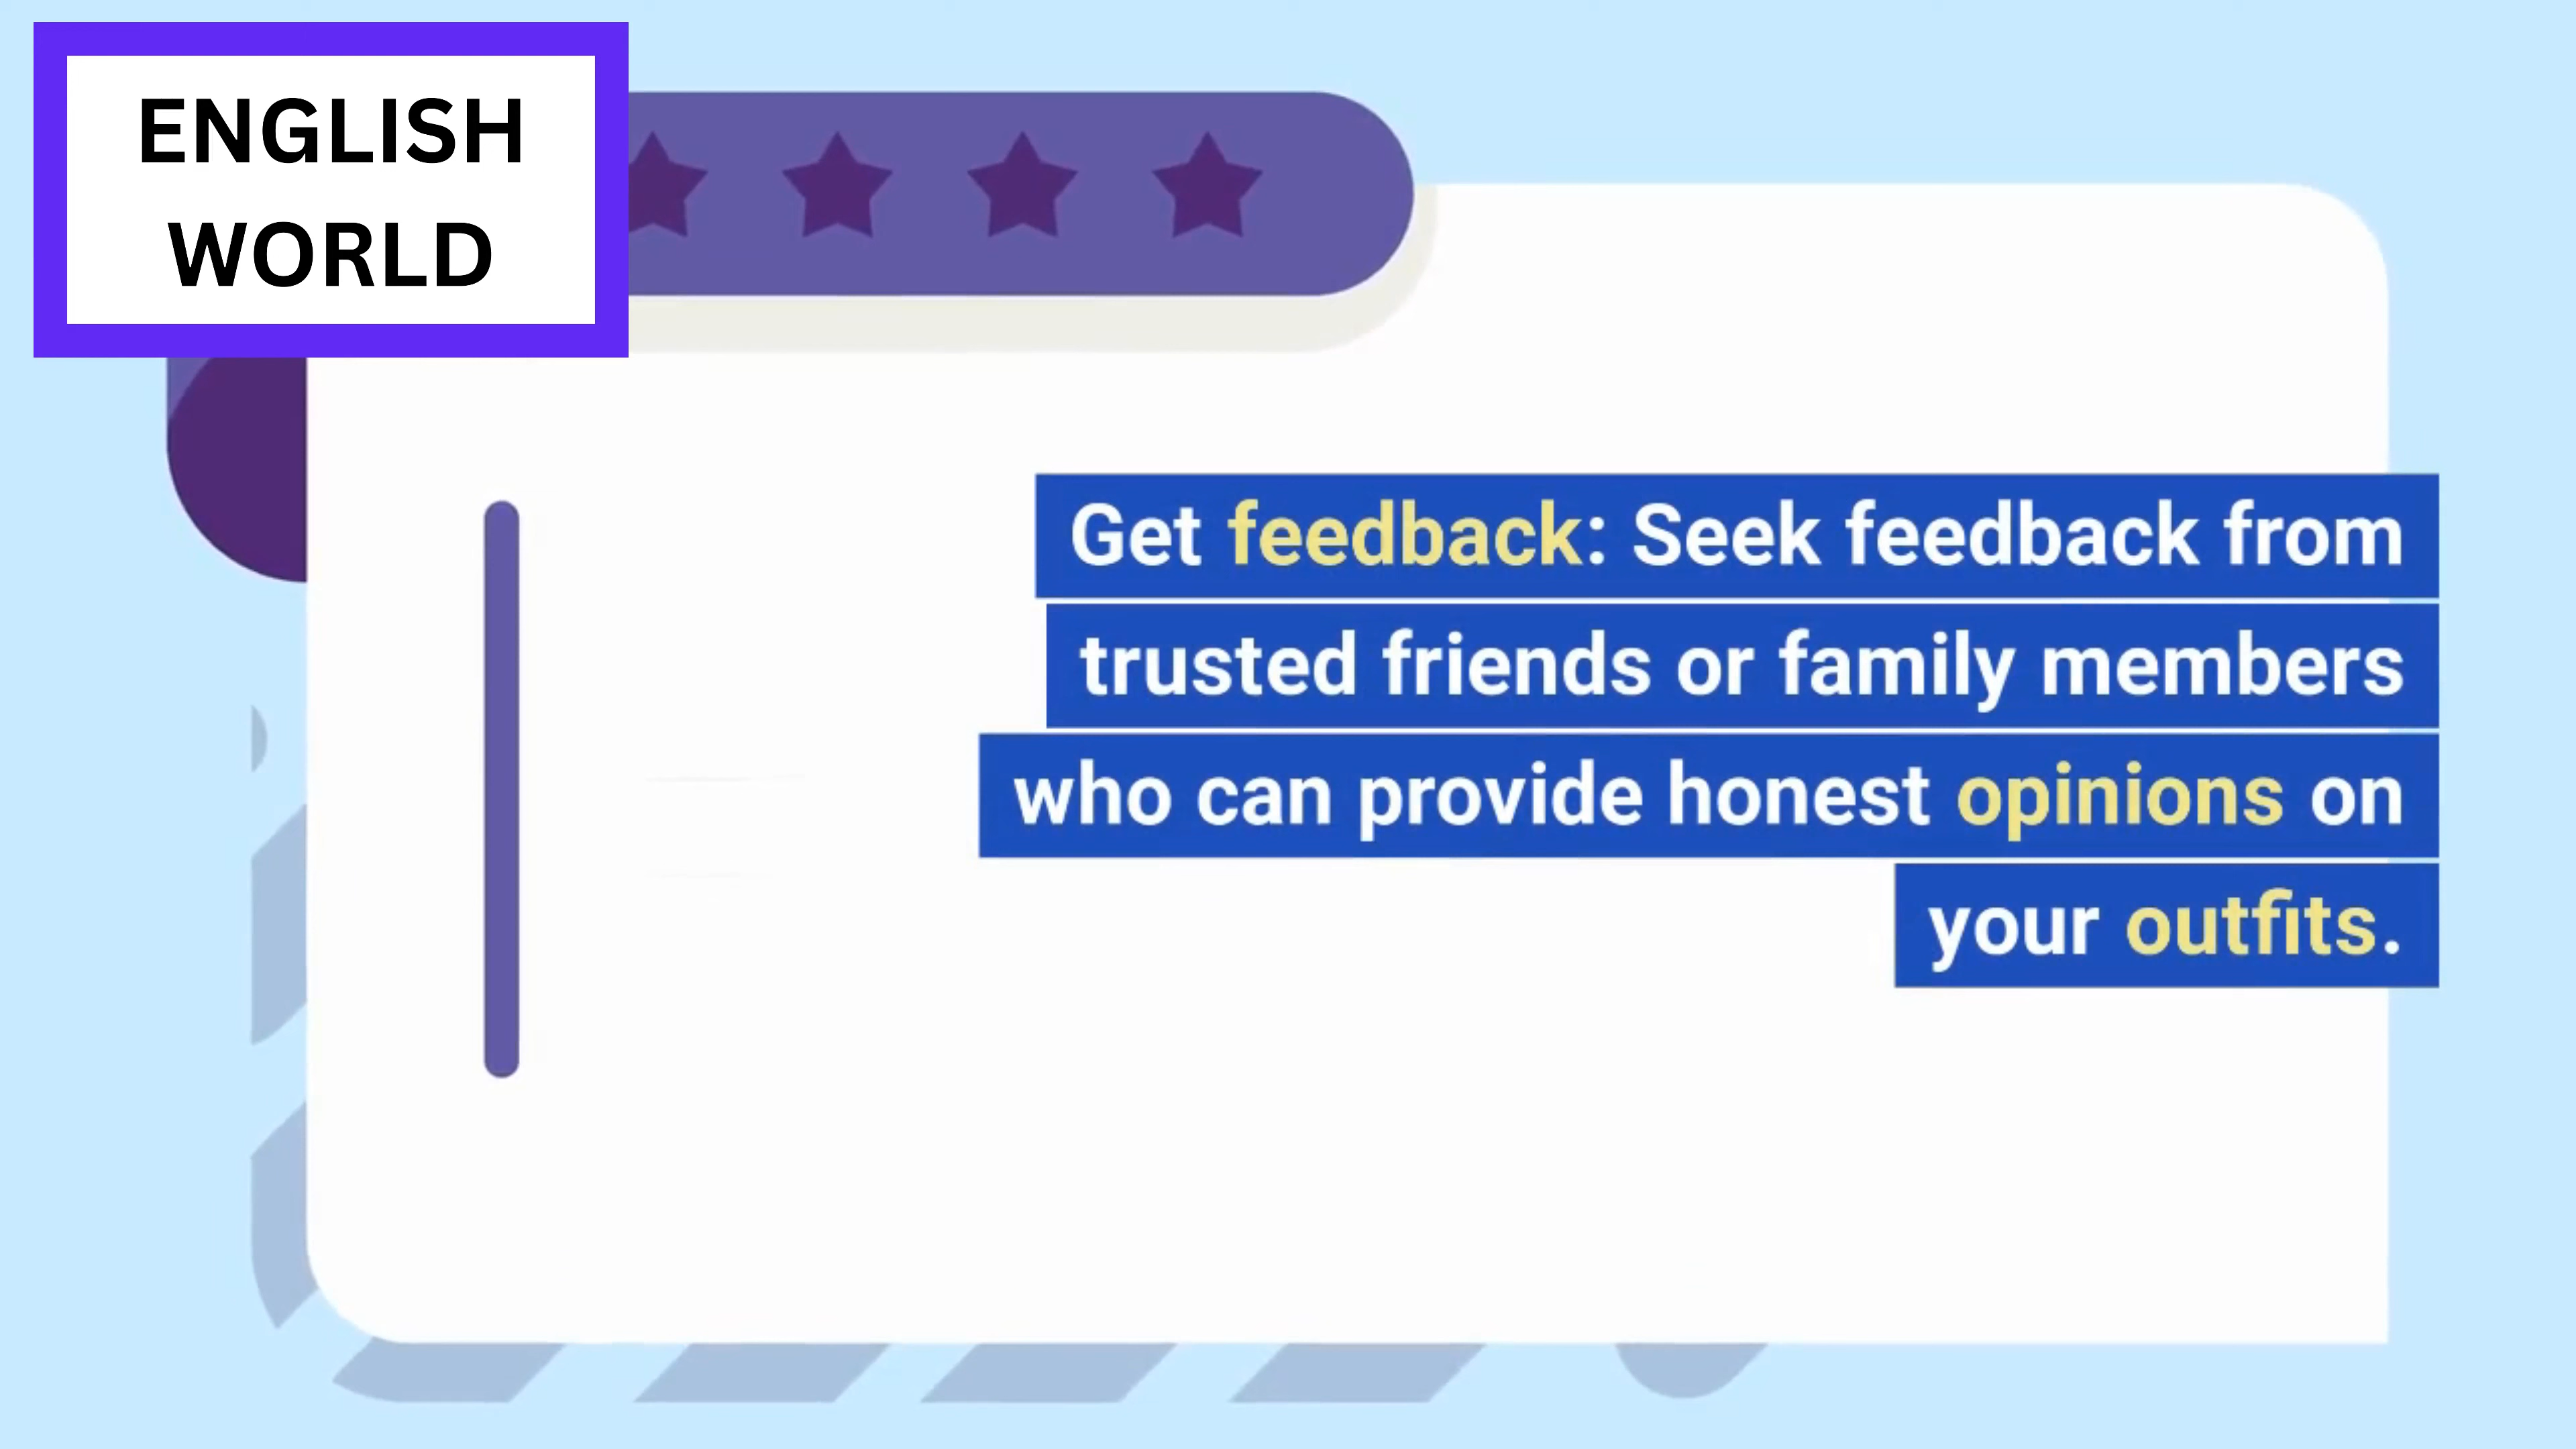 ENGLISH
WORLD
Get feedback: Seek feedback from
trusted friends or family members
who can provide honest opinions on
your outfits.